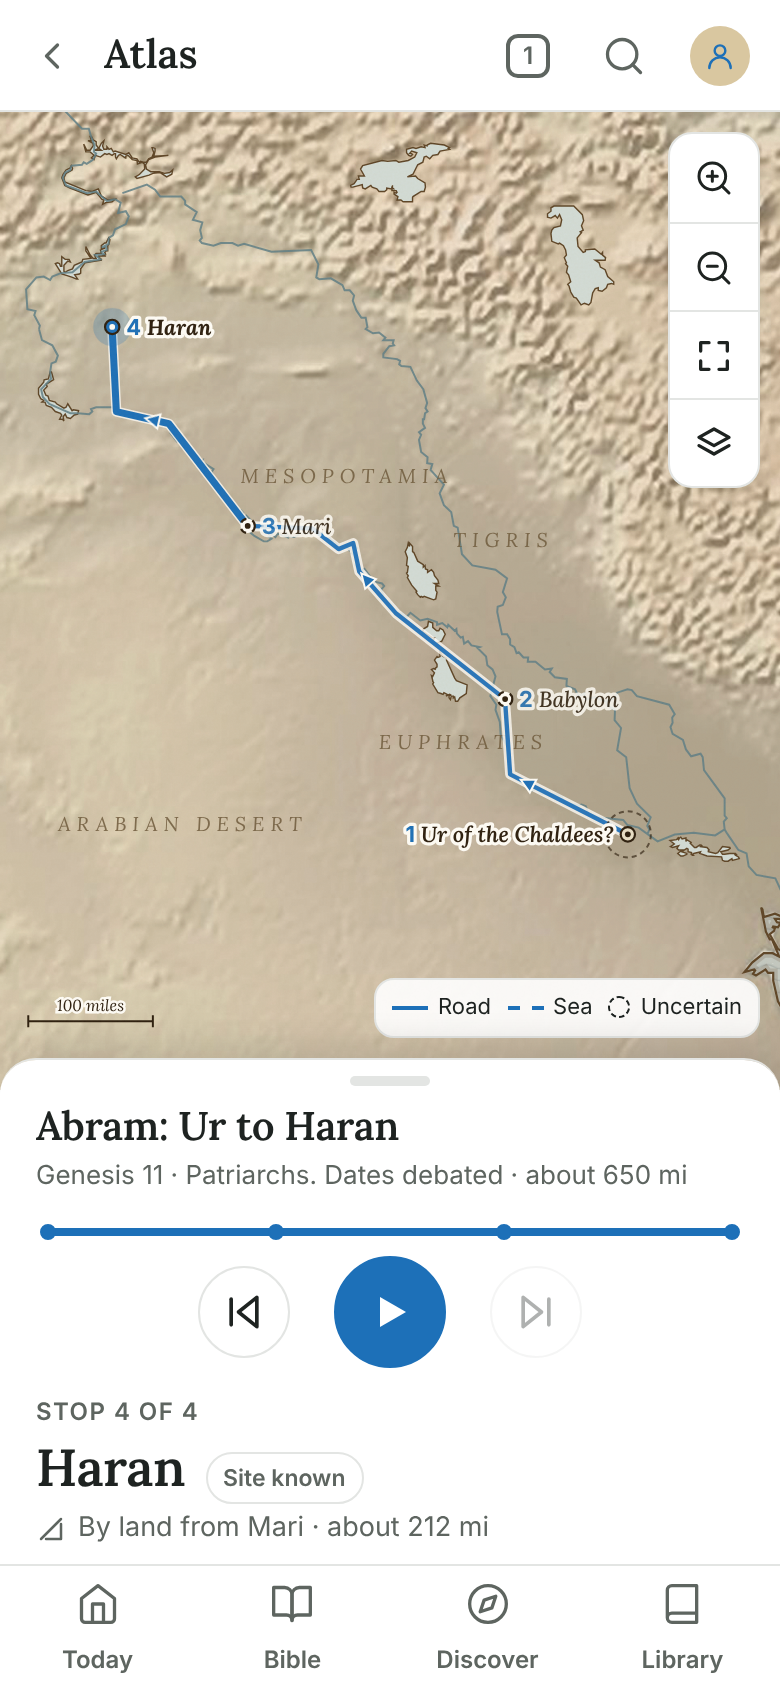 Atlas
1
4 Haran
MESOPOTAMIA
3 Mari
TIGRIS
2 Babylon
EUPHRATES
ARABIAN DESERT
1 Ur of the Chaldees?
100 miles
Road Sea Uncertain
Abram: Ur to Haran
Genesis 11 · Patriarchs. Dates debated · about 650 mi
STOP 4 OF 4
Haran Site known
By land from Mari · about 212 mi
Today Bible Discover Library